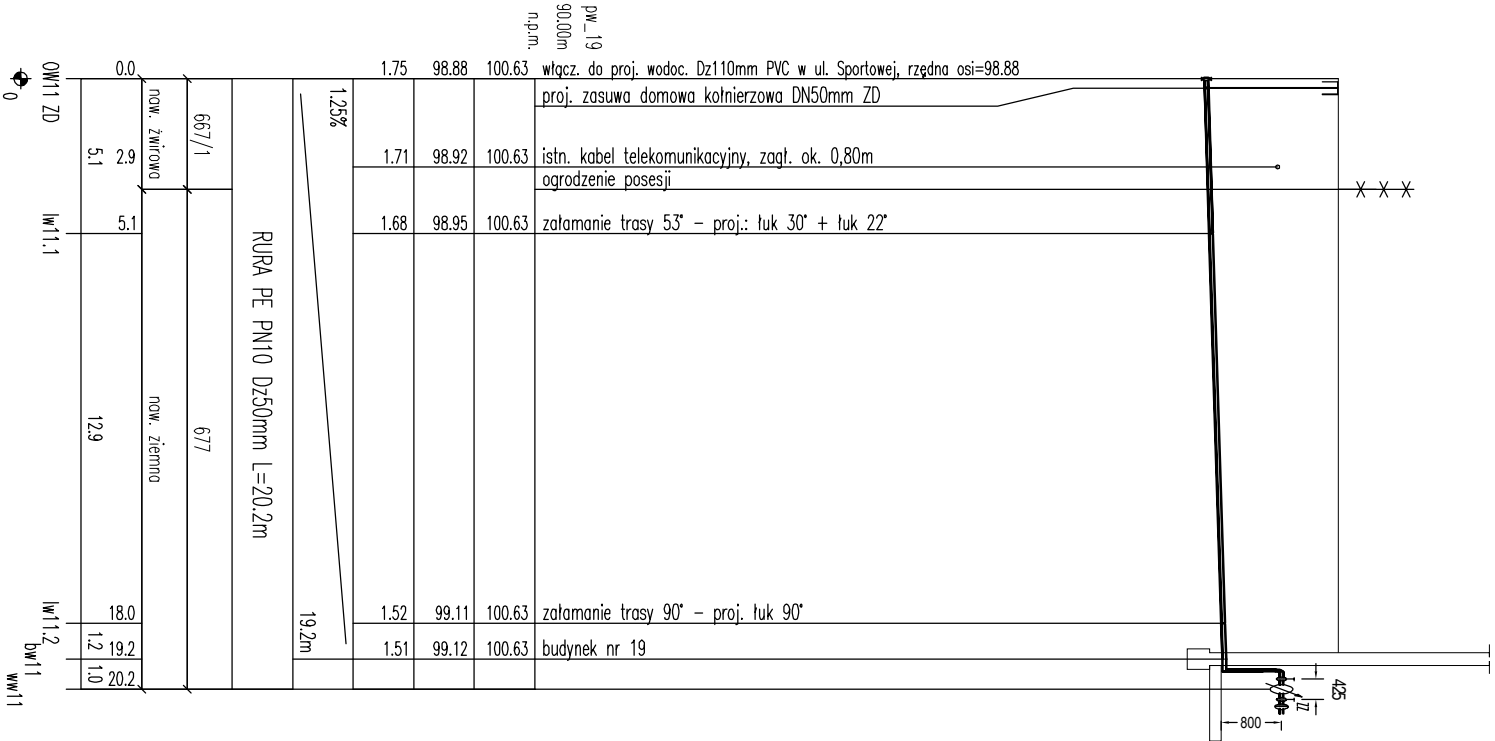 pw_19
90.00m
n.p.m.
0.0
1.75 98.88 100.63 włącz. do proj. wodoc. Dz110mm PVC w ul. Sportowej, rzędna osi=98.88
proj. zasuwa domowa kołnierzowa DN50mm ZD
2.9
1.71 98.92 100.63 istn. kabel telekomunikacyjny, zagł. ok. 0,80m
ogrodzenie posesji
5.1
1.68 98.95 100.63 załamanie trasy 53° - proj.: łuk 30° + łuk 22°
18.0
1.52 99.11 100.63 załamanie trasy 90° - proj. łuk 90°
19.2
1.51 99.12 100.63 budynek nr 19
20.2
1.25%
19.2m
RURA PE PN10 Dz50mm L=20.2m
667/1
677
naw. żwirowa
naw. ziemna
5.1
12.9
1.2
1.0
OW11 ZD
lw11.1
lw11.2
bw11
ww11
0
425
ZZ
800